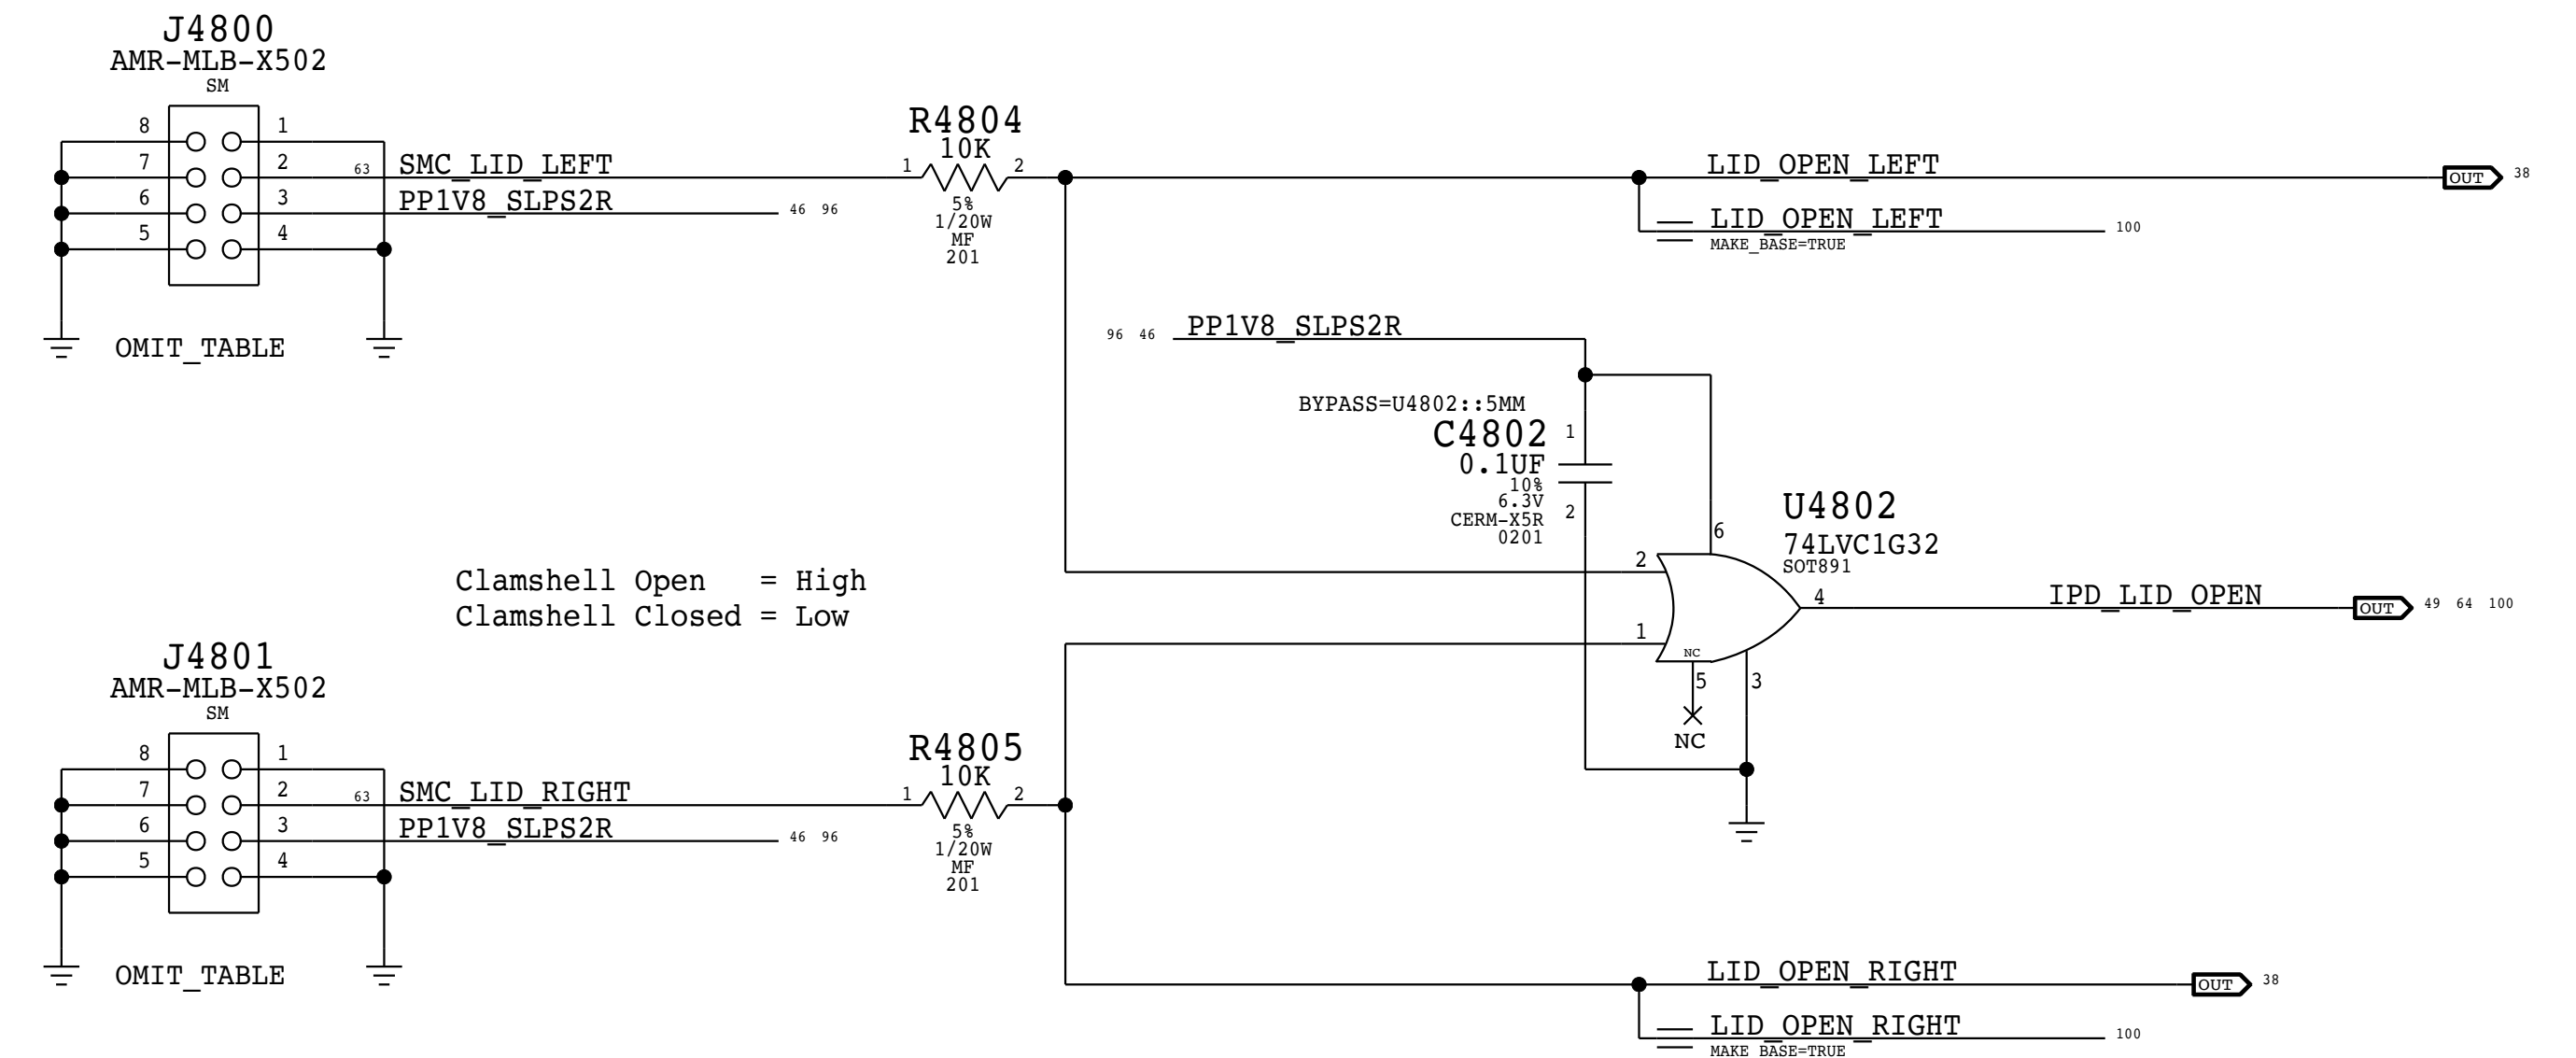 J4800
AMR-MLB-X502
SM
8 1
7 2
6 3
5 4
63 SMC_LID_LEFT
PP1V8_SLPS2R 46 96
OMIT_TABLE
R4804
10K
1 2
5%
1/20W
MF
201
LID_OPEN_LEFT OUT 38
LID_OPEN_LEFT 100
MAKE_BASE=TRUE
96 46 PP1V8_SLPS2R
BYPASS=U4802::5MM
C4802 1
0.1UF
10%
6.3V
CERM-X5R 2
0201
U4802
74LVC1G32
SOT891
6
2
1
4
NC
5 3
NC
IPD_LID_OPEN OUT 49 64 100
Clamshell Open = High
Clamshell Closed = Low
J4801
AMR-MLB-X502
SM
8 1
7 2
6 3
5 4
63 SMC_LID_RIGHT
PP1V8_SLPS2R 46 96
OMIT_TABLE
R4805
10K
1 2
5%
1/20W
MF
201
LID_OPEN_RIGHT OUT 38
LID_OPEN_RIGHT 100
MAKE BASE=TRUE